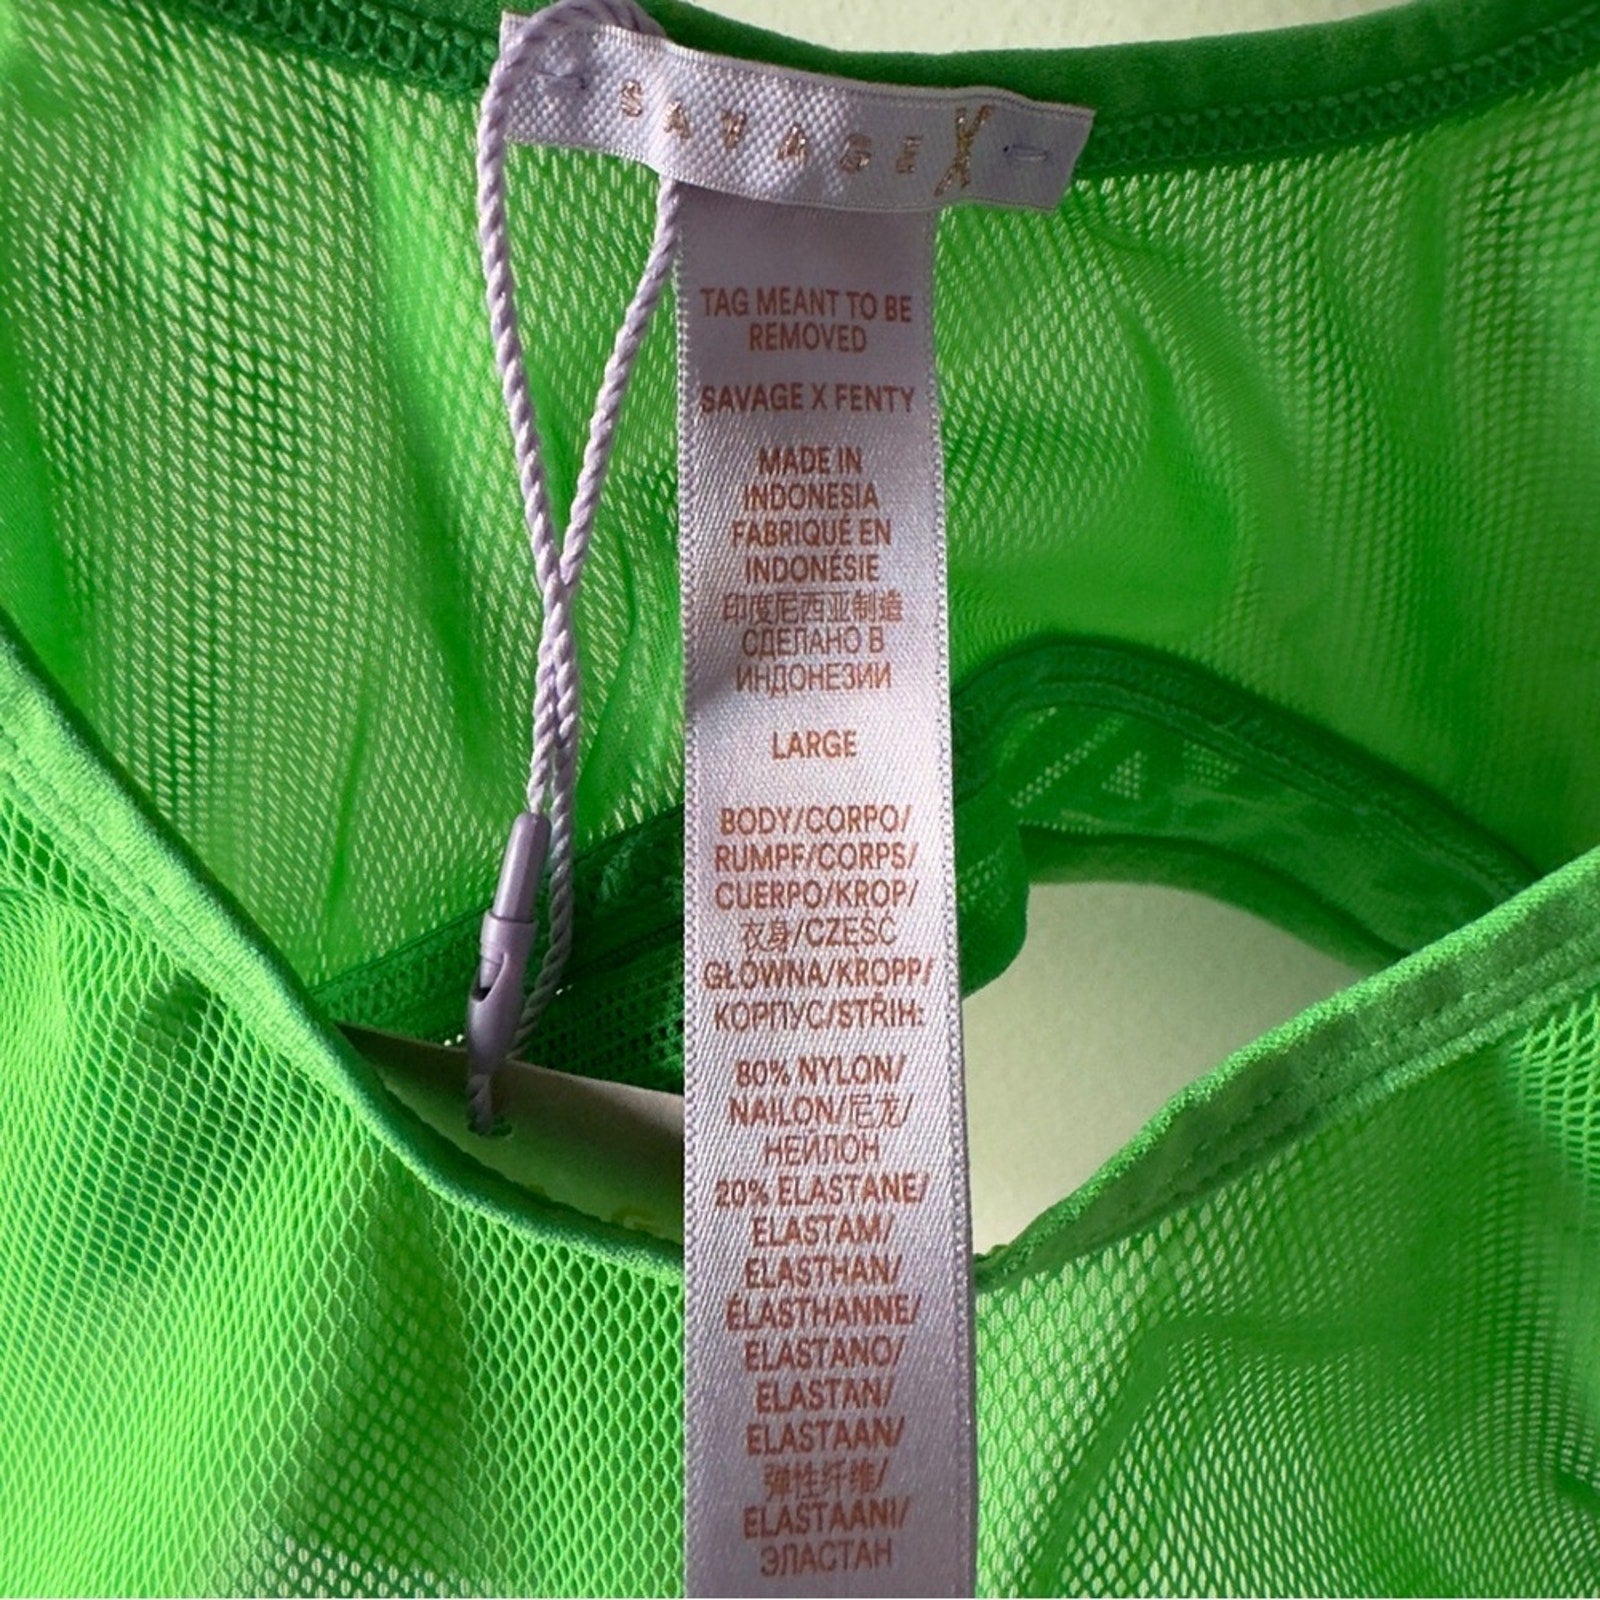 SAVAGE X
TAG MEANT TO BE
REMOVED
SAVAGE X FENTY
MADE IN
INDONESIA
FABRIQUÉ EN
INDONÉSIE
印度尼西亚制造
СДЕЛАНО В
ИНДОНЕЗИИ
LARGE
BODY/CORPO/
RUMPF/CORPS/
CUERPO/KROP/
衣身/CZĘŚĆ
GŁÓWNA/KROPP/
КОРПУС/STŘIH:
80% NYLON/
NAILON/尼龙/
НЕЙЛОН
20% ELASTANE/
ELASTAM/
ELASTHAN/
ÉLASTHANNE/
ELASTANO/
ELASTAN/
ELASTAAN/
弹性纤维/
ELASTAANI/
ЭЛАСТАН